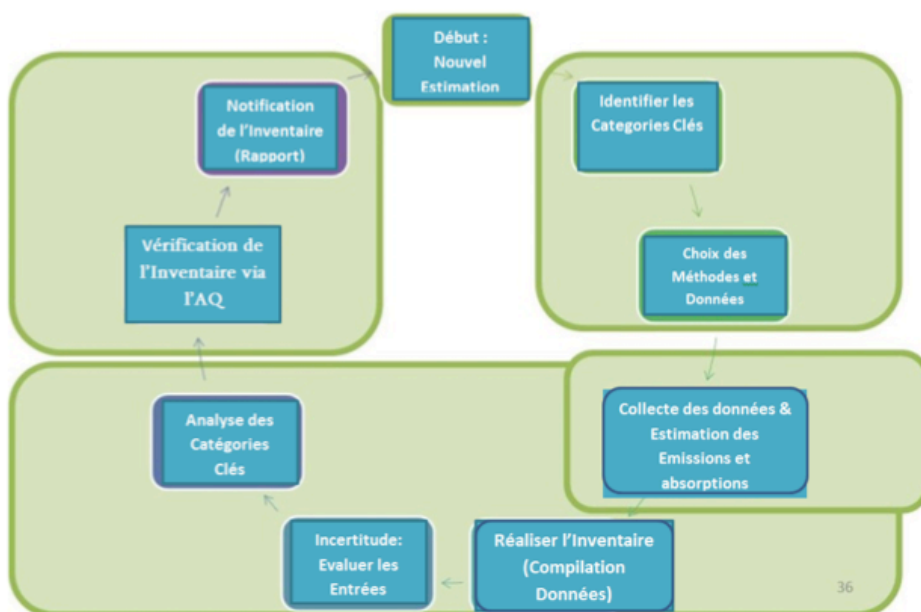 Début :
Nouvel
Estimation
Identifier les
Categories Clés
Choix des
Méthodes et
Données
Collecte des données &
Estimation des
Emissions et
absorptions
Réaliser l'Inventaire
(Compilation
Données)
Incertitude:
Evaluer les
Entrées
Analyse des
Catégories
Clés
Vérification de
l'Inventaire via
l'AQ
Notification
de l'Inventaire
(Rapport)
36